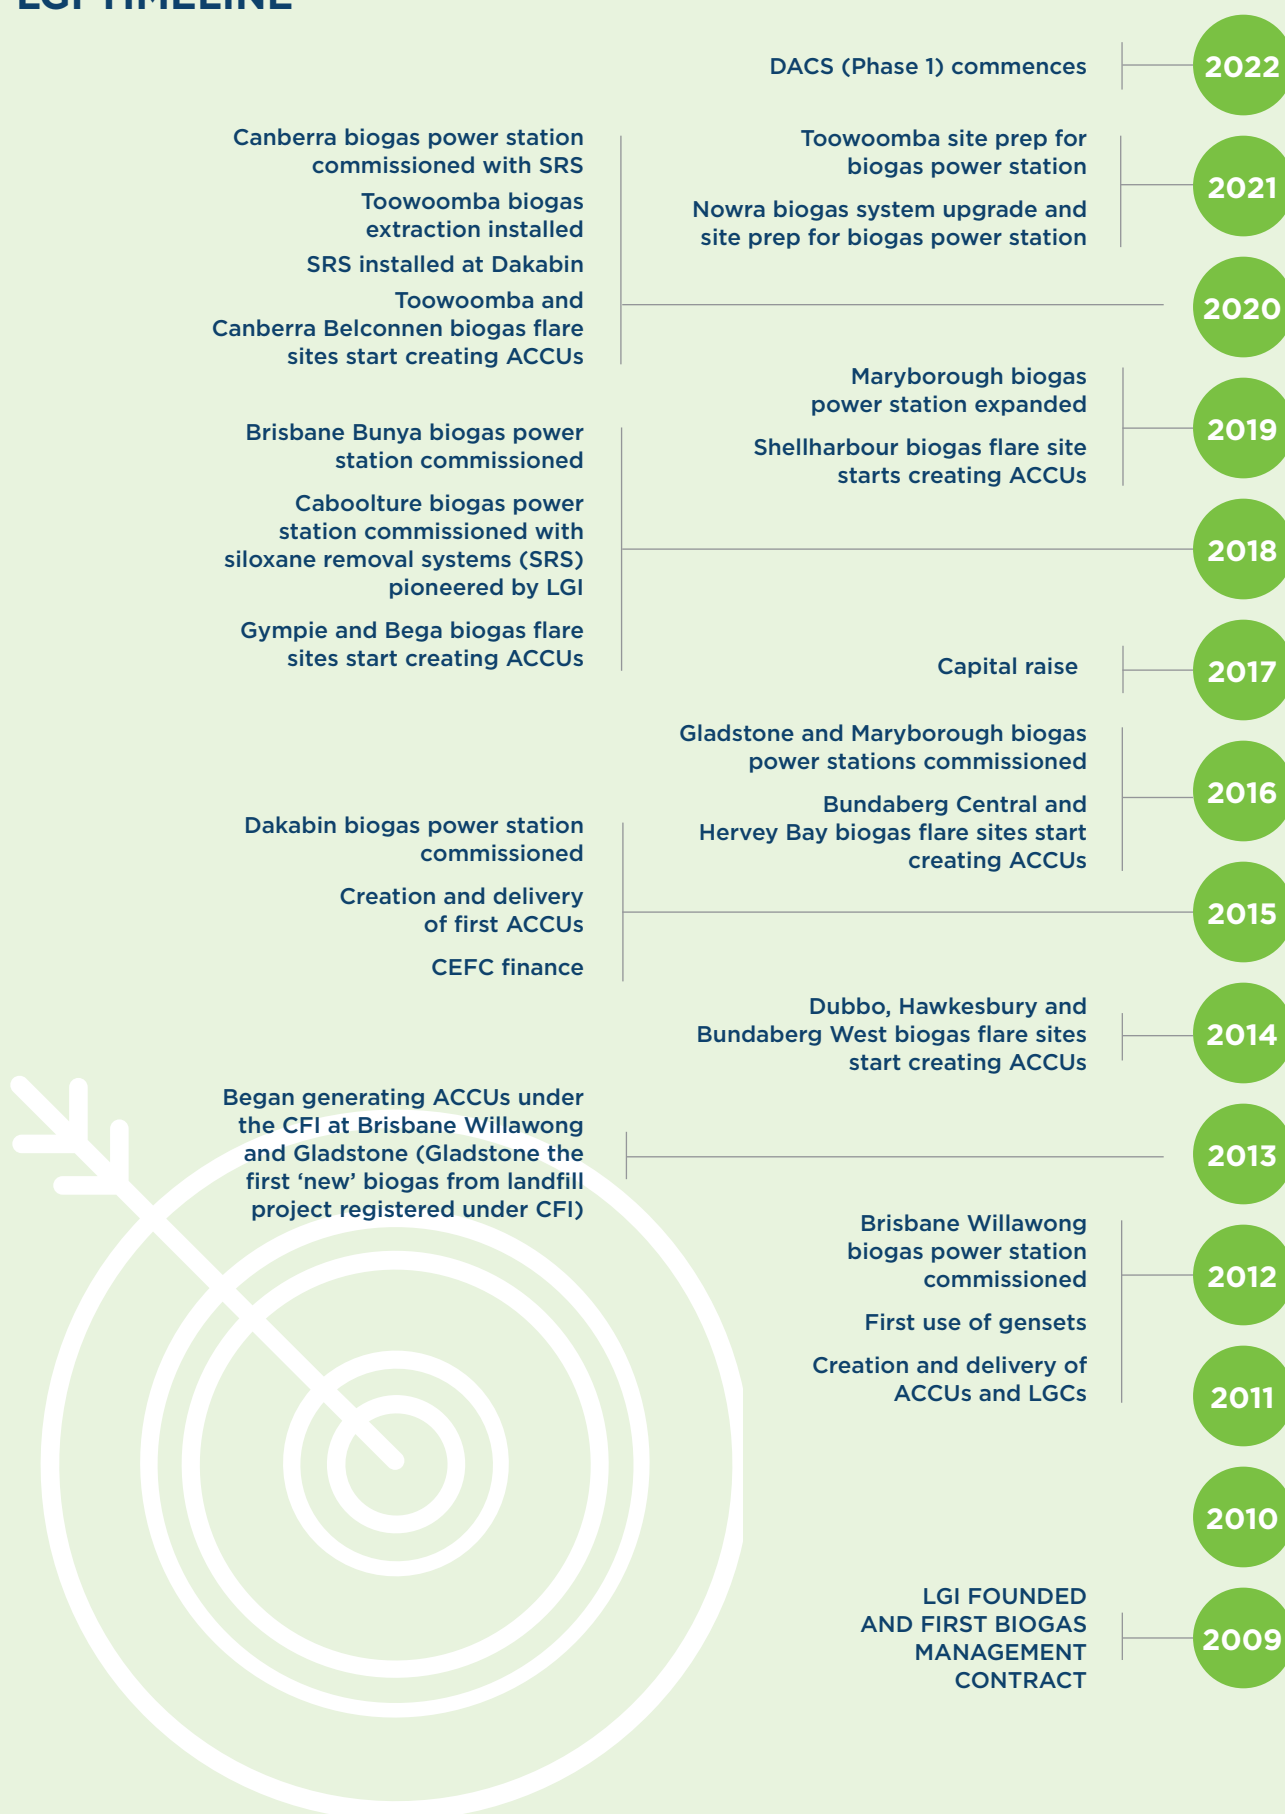 LGI TIMELINE
DACS (Phase 1) commences
2022
Toowoomba site prep for
biogas power station
Nowra biogas system upgrade and
site prep for biogas power station
2021
Canberra biogas power station
commissioned with SRS
Toowoomba biogas
extraction installed
SRS installed at Dakabin
Toowoomba and
Canberra Belconnen biogas flare
sites start creating ACCUs
2020
Maryborough biogas
power station expanded
Shellharbour biogas flare site
starts creating ACCUs
2019
Brisbane Bunya biogas power
station commissioned
Caboolture biogas power
station commissioned with
siloxane removal systems (SRS)
pioneered by LGI
Gympie and Bega biogas flare
sites start creating ACCUs
2018
Capital raise
2017
Gladstone and Maryborough biogas
power stations commissioned
Bundaberg Central and
Hervey Bay biogas flare sites start
creating ACCUs
2016
Dakabin biogas power station
commissioned
Creation and delivery
of first ACCUs
CEFC finance
2015
Dubbo, Hawkesbury and
Bundaberg West biogas flare sites
start creating ACCUs
2014
Began generating ACCUs under
the CFI at Brisbane Willawong
and Gladstone (Gladstone the
first ‘new’ biogas from landfill
project registered under CFI)
2013
Brisbane Willawong
biogas power station
commissioned
First use of gensets
Creation and delivery of
ACCUs and LGCs
2012
2011
2010
LGI FOUNDED
AND FIRST BIOGAS
MANAGEMENT
CONTRACT
2009